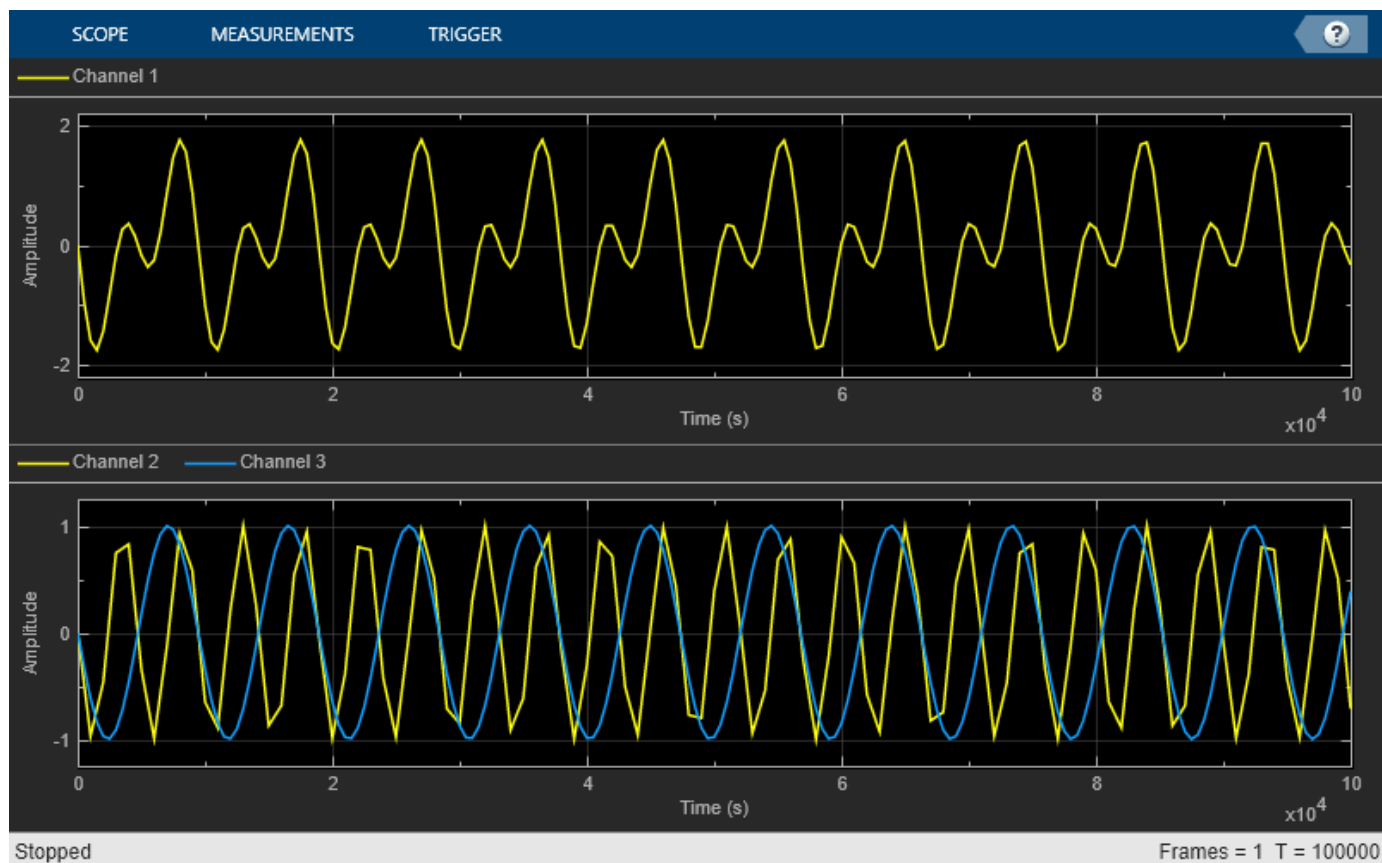 SCOPE MEASUREMENTS TRIGGER ?
Channel 1
2
0
-2
Amplitude
0 2 4 6 8 10
Time (s)
x10^4
Channel 2 Channel 3
1
0
-1
Amplitude
0 2 4 6 8 10
Time (s)
x10^4
Stopped Frames = 1 T = 100000